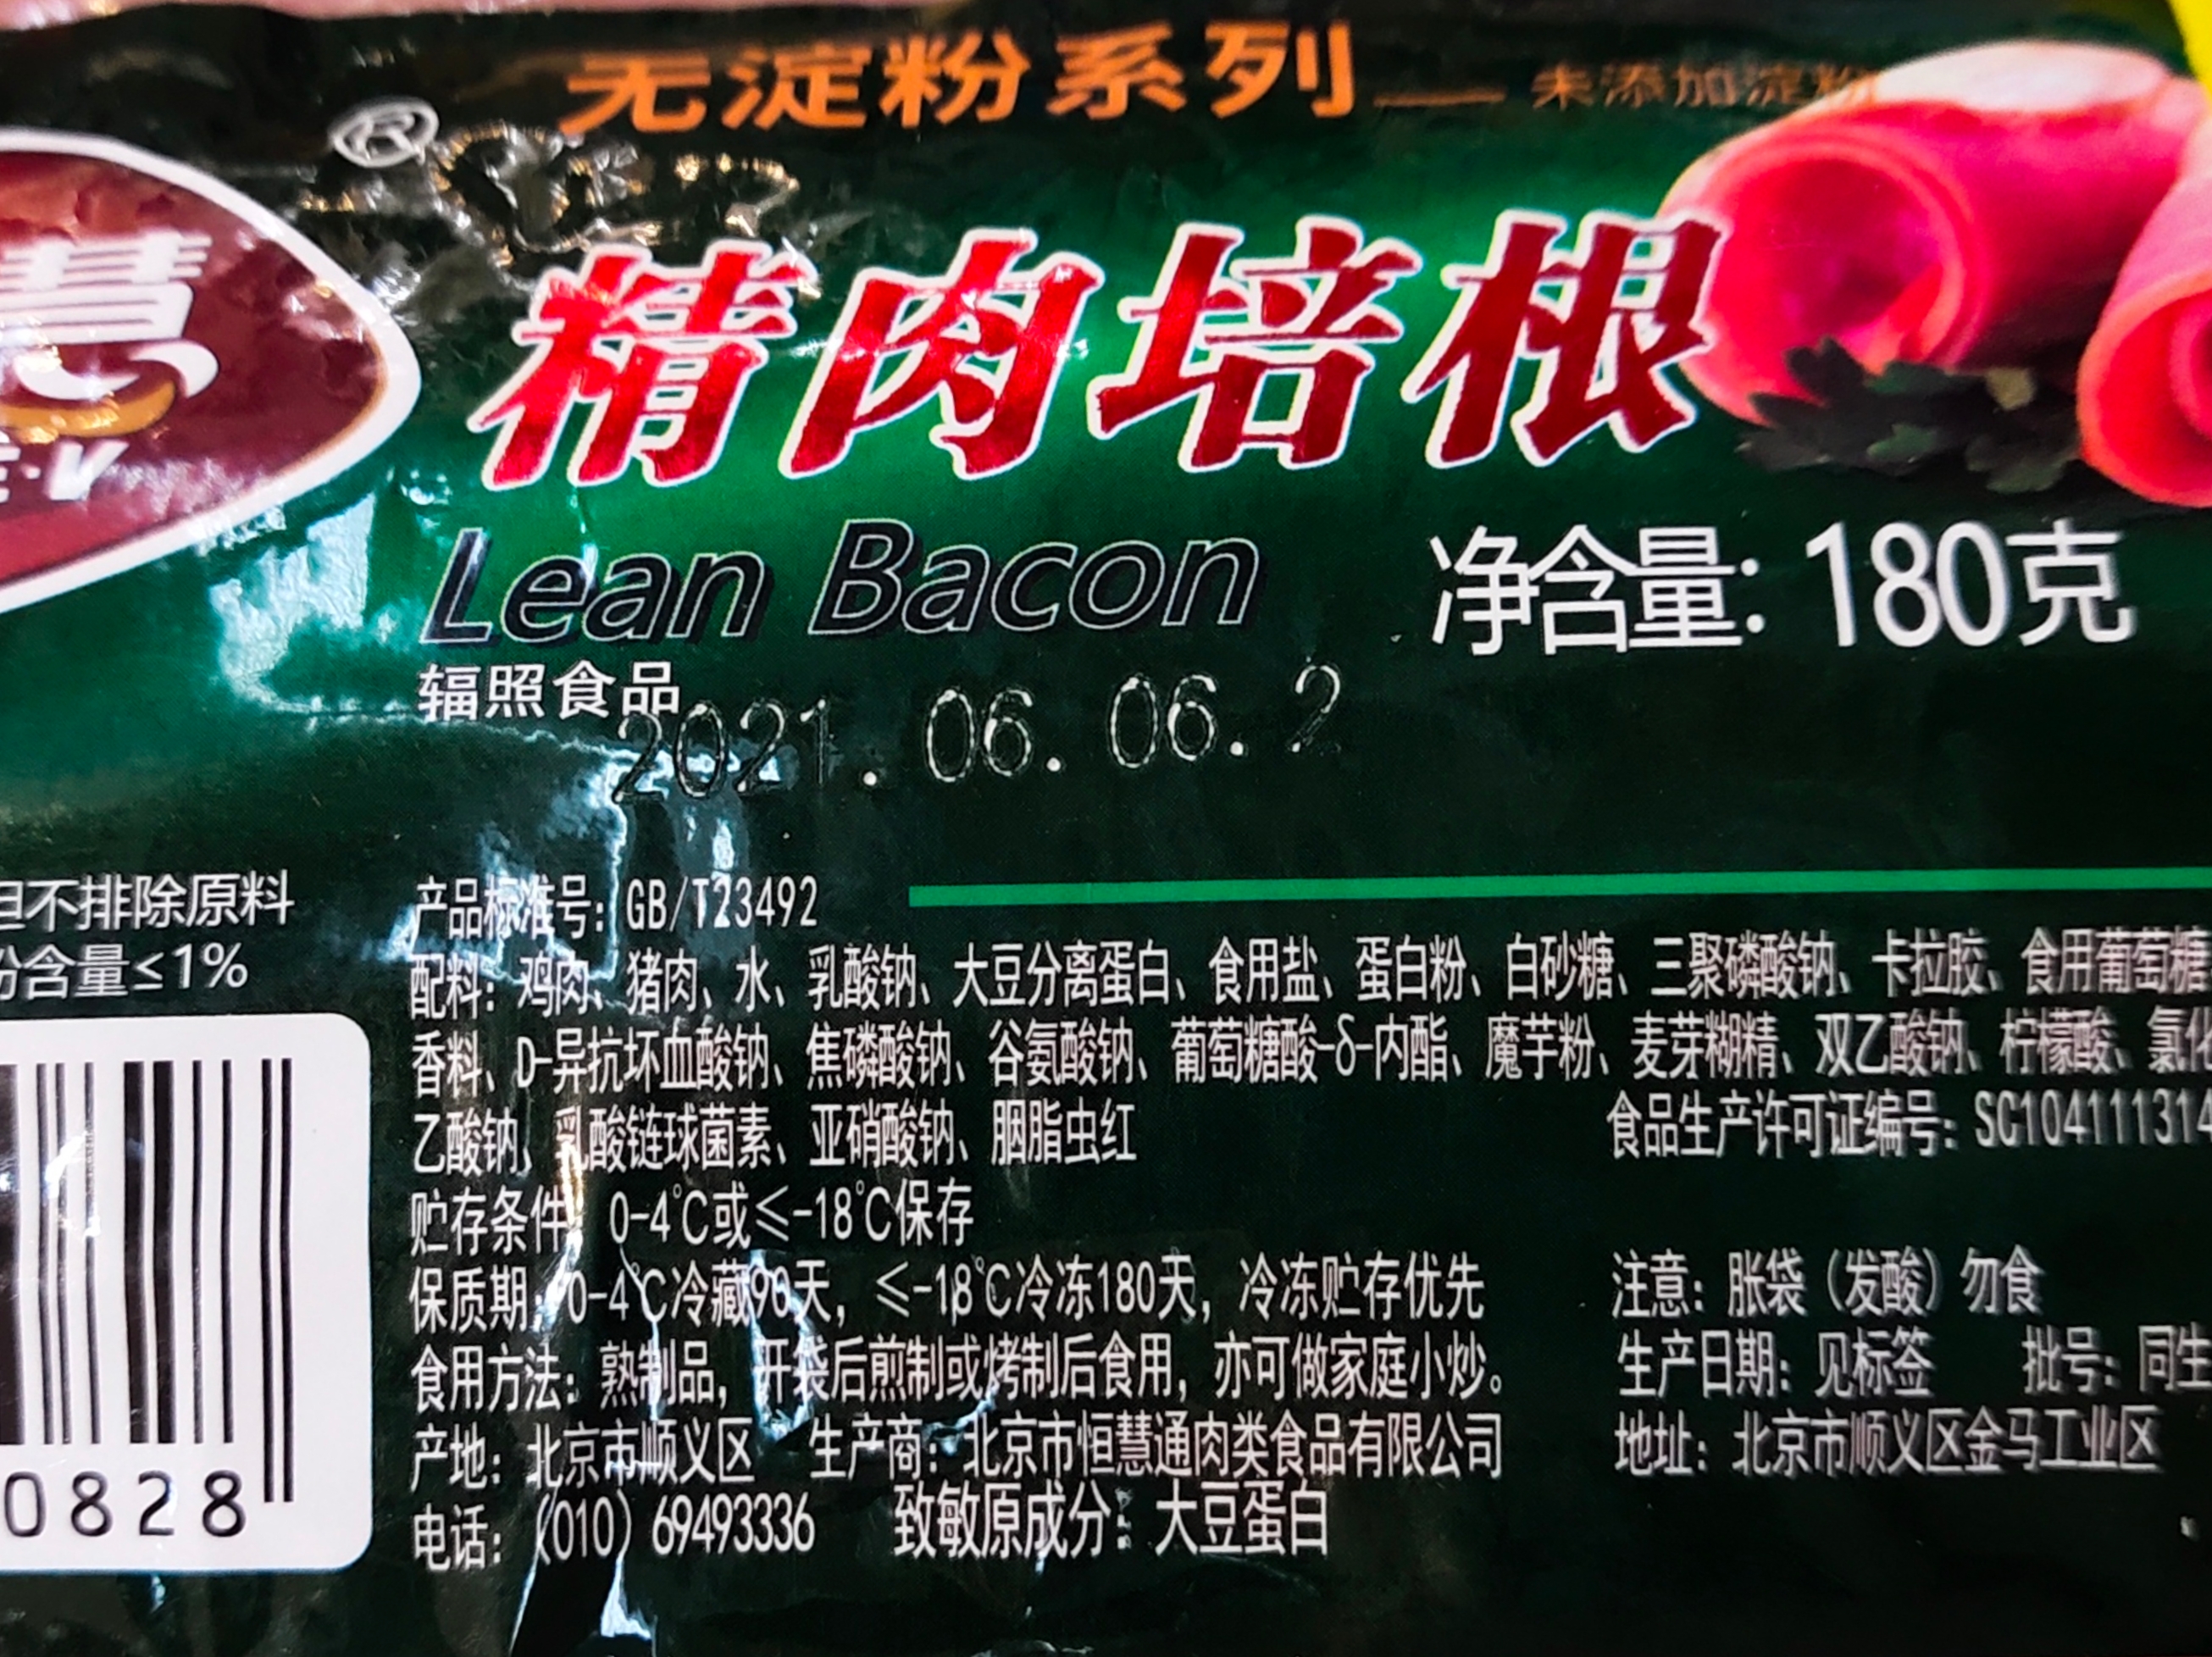 无淀粉系列 — 未添加淀粉
®
慧
精肉培根
Lean Bacon
净含量: 180克
辐照食品
2021. 06. 06. 2
但不排除原料
含量≤1%
产品标准号: GB/T23492
配料: 鸡肉、猪肉、水、乳酸钠、大豆分离蛋白、食用盐、蛋白粉、白砂糖、三聚磷酸钠、卡拉胶、食用葡萄糖
香料、D-异抗坏血酸钠、焦磷酸钠、谷氨酸钠、葡萄糖酸-δ-内酯、魔芋粉、麦芽糊精、双乙酸钠、柠檬酸、氯化
乙酸钠、乳酸链球菌素、亚硝酸钠、胭脂虫红
食品生产许可证编号: SC104111314
贮存条件: 0-4℃或≤-18℃保存
保质期: 0-4℃冷藏90天, ≤-18℃冷冻180天, 冷冻贮存优先
注意: 胀袋(发酸)勿食
食用方法: 熟制品, 开袋后煎制或烤制后食用, 亦可做家庭小炒。
生产日期: 见标签 批号: 同生
产地: 北京市顺义区 生产商: 北京市恒慧通肉类食品有限公司
地址: 北京市顺义区金马工业区
电话: (010) 69493336 致敏原成分: 大豆蛋白
0828